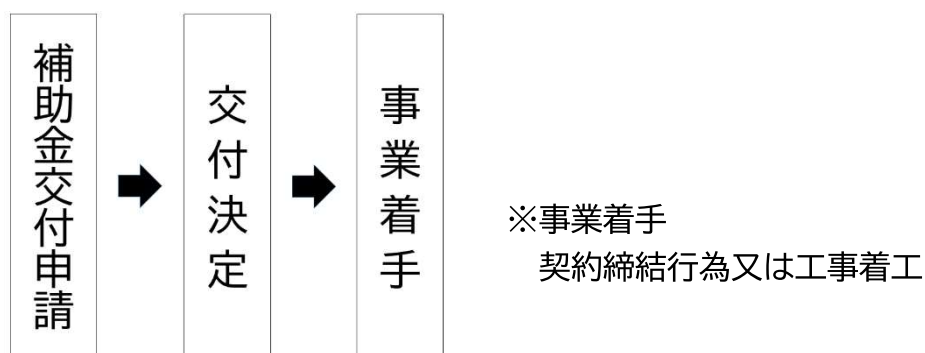 補助金交付申請
交付決定
事業着手
※事業着手
契約締結行為又は工事着工